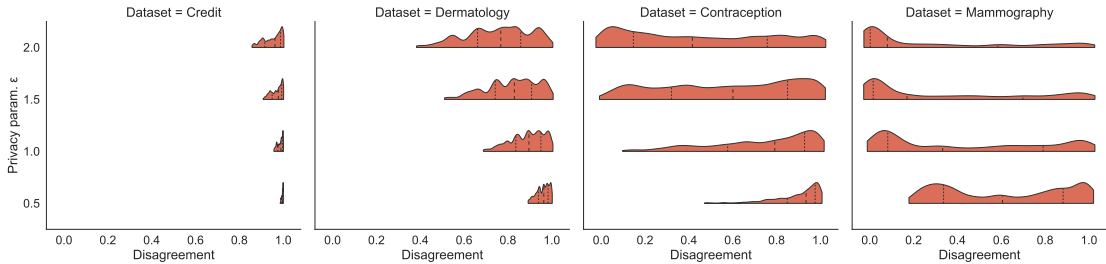 Dataset = Credit Dataset = Dermatology Dataset = Contraception Dataset = Mammography
Privacy param. ε
2.0
1.5
1.0
0.5
0.0 0.2 0.4 0.6 0.8 1.0 0.0 0.2 0.4 0.6 0.8 1.0 0.0 0.2 0.4 0.6 0.8 1.0 0.0 0.2 0.4 0.6 0.8 1.0
Disagreement Disagreement Disagreement Disagreement